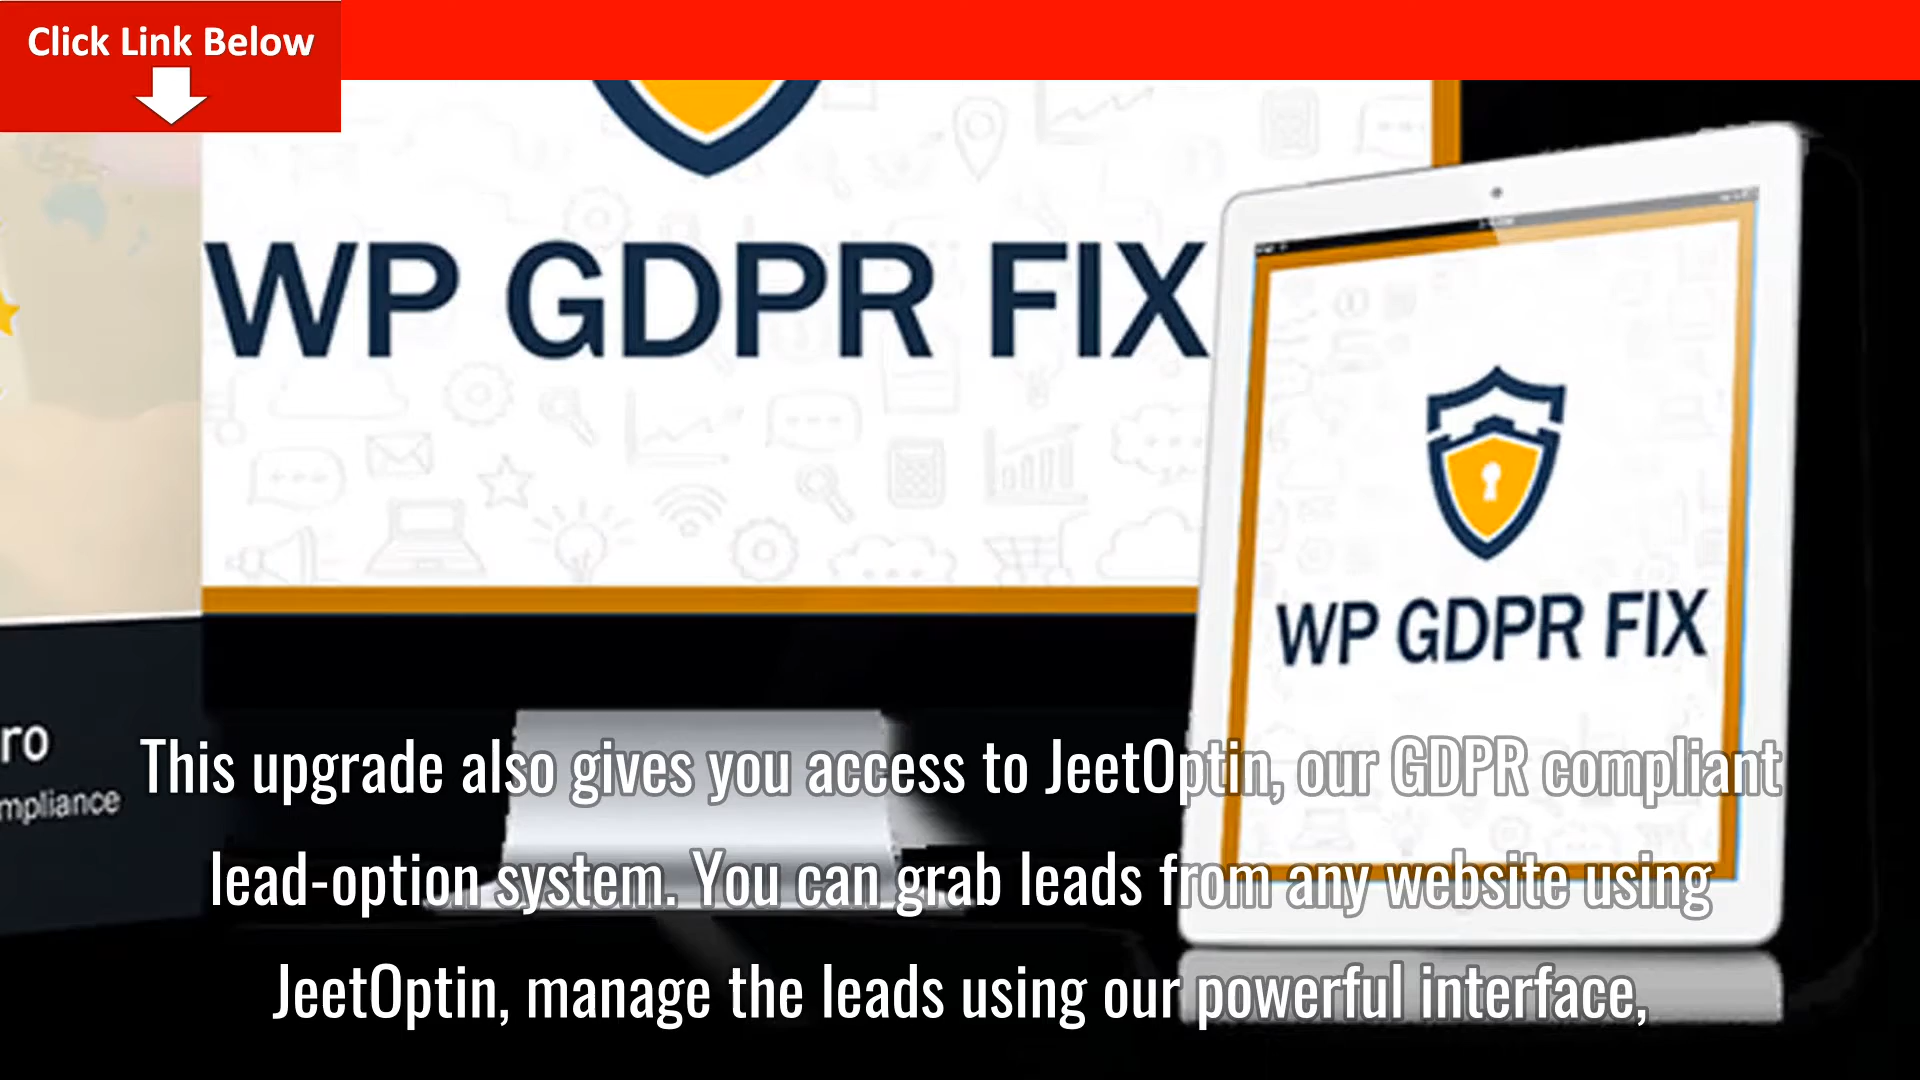 Click Link Below
WP GDPR FIX
WP GDPR FIX
ro
mpliance
This upgrade also gives you access to JeetOptin, our GDPR compliant
lead-option system. You can grab leads from any website using
JeetOptin, manage the leads using our powerful interface,